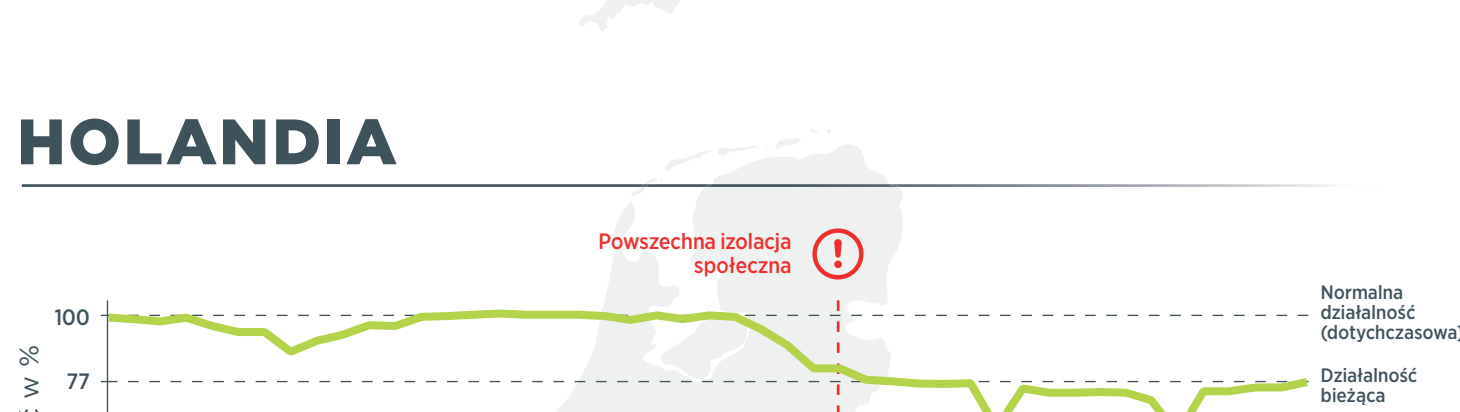 HOLANDIA
Powszechna izolacja
społeczna
Normalna
działalność
(dotychczasowa)
100
w %
77
Działalność
bieżąca